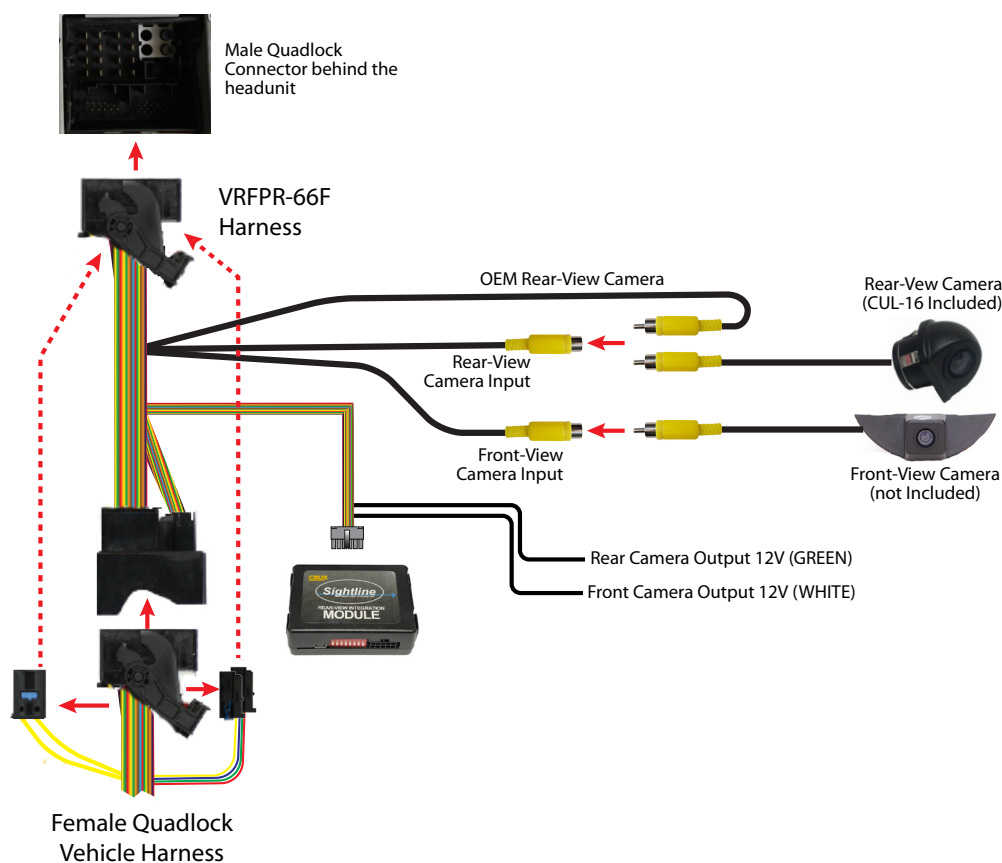 Male Quadlock
Connector behind the
headunit
VRFPR-66F
Harness
OEM Rear-View Camera
Rear-Vew Camera
(CUL-16 Included)
Rear-View
Camera Input
Front-View
Camera Input
Front-View Camera
(not Included)
Rear Camera Output 12V (GREEN)
Front Camera Output 12V (WHITE)
CRUX
Sightline
REAR-VIEW INTEGRATION
MODULE
Female Quadlock
Vehicle Harness